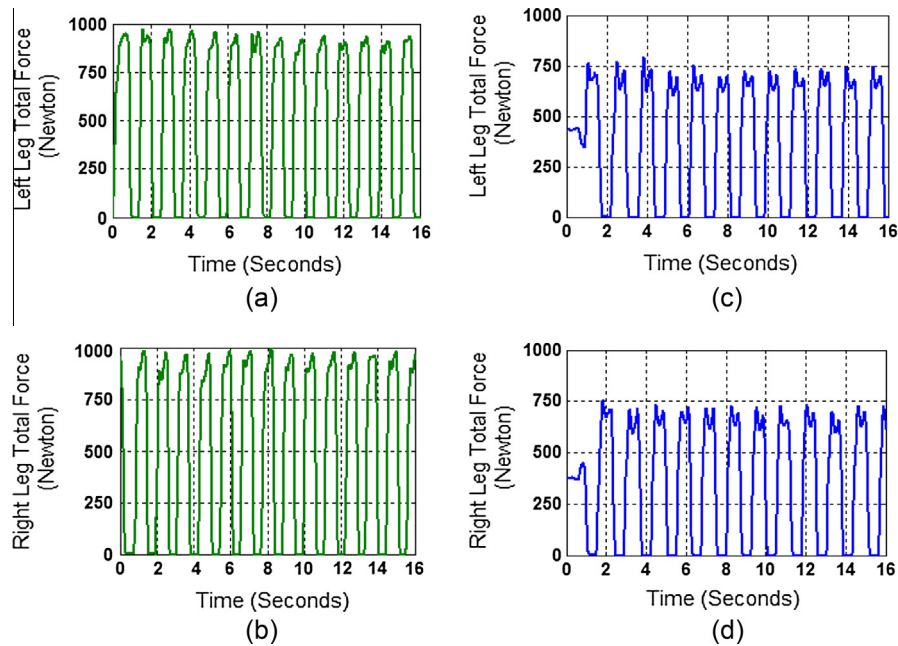 Left Leg Total Force
(Newton)
1000
750
500
250
0
0 2 4 6 8 10 12 14 16
Time (Seconds)
(a)
Left Leg Total Force
(Newton)
1000
750
500
250
0
0 2 4 6 8 10 12 14 16
Time (Seconds)
(c)
Right Leg Total Force
(Newton)
1000
750
500
250
0
0 2 4 6 8 10 12 14 16
Time (Seconds)
(b)
Right Leg Total Force
(Newton)
1000
750
500
250
0
0 2 4 6 8 10 12 14 16
Time (Seconds)
(d)